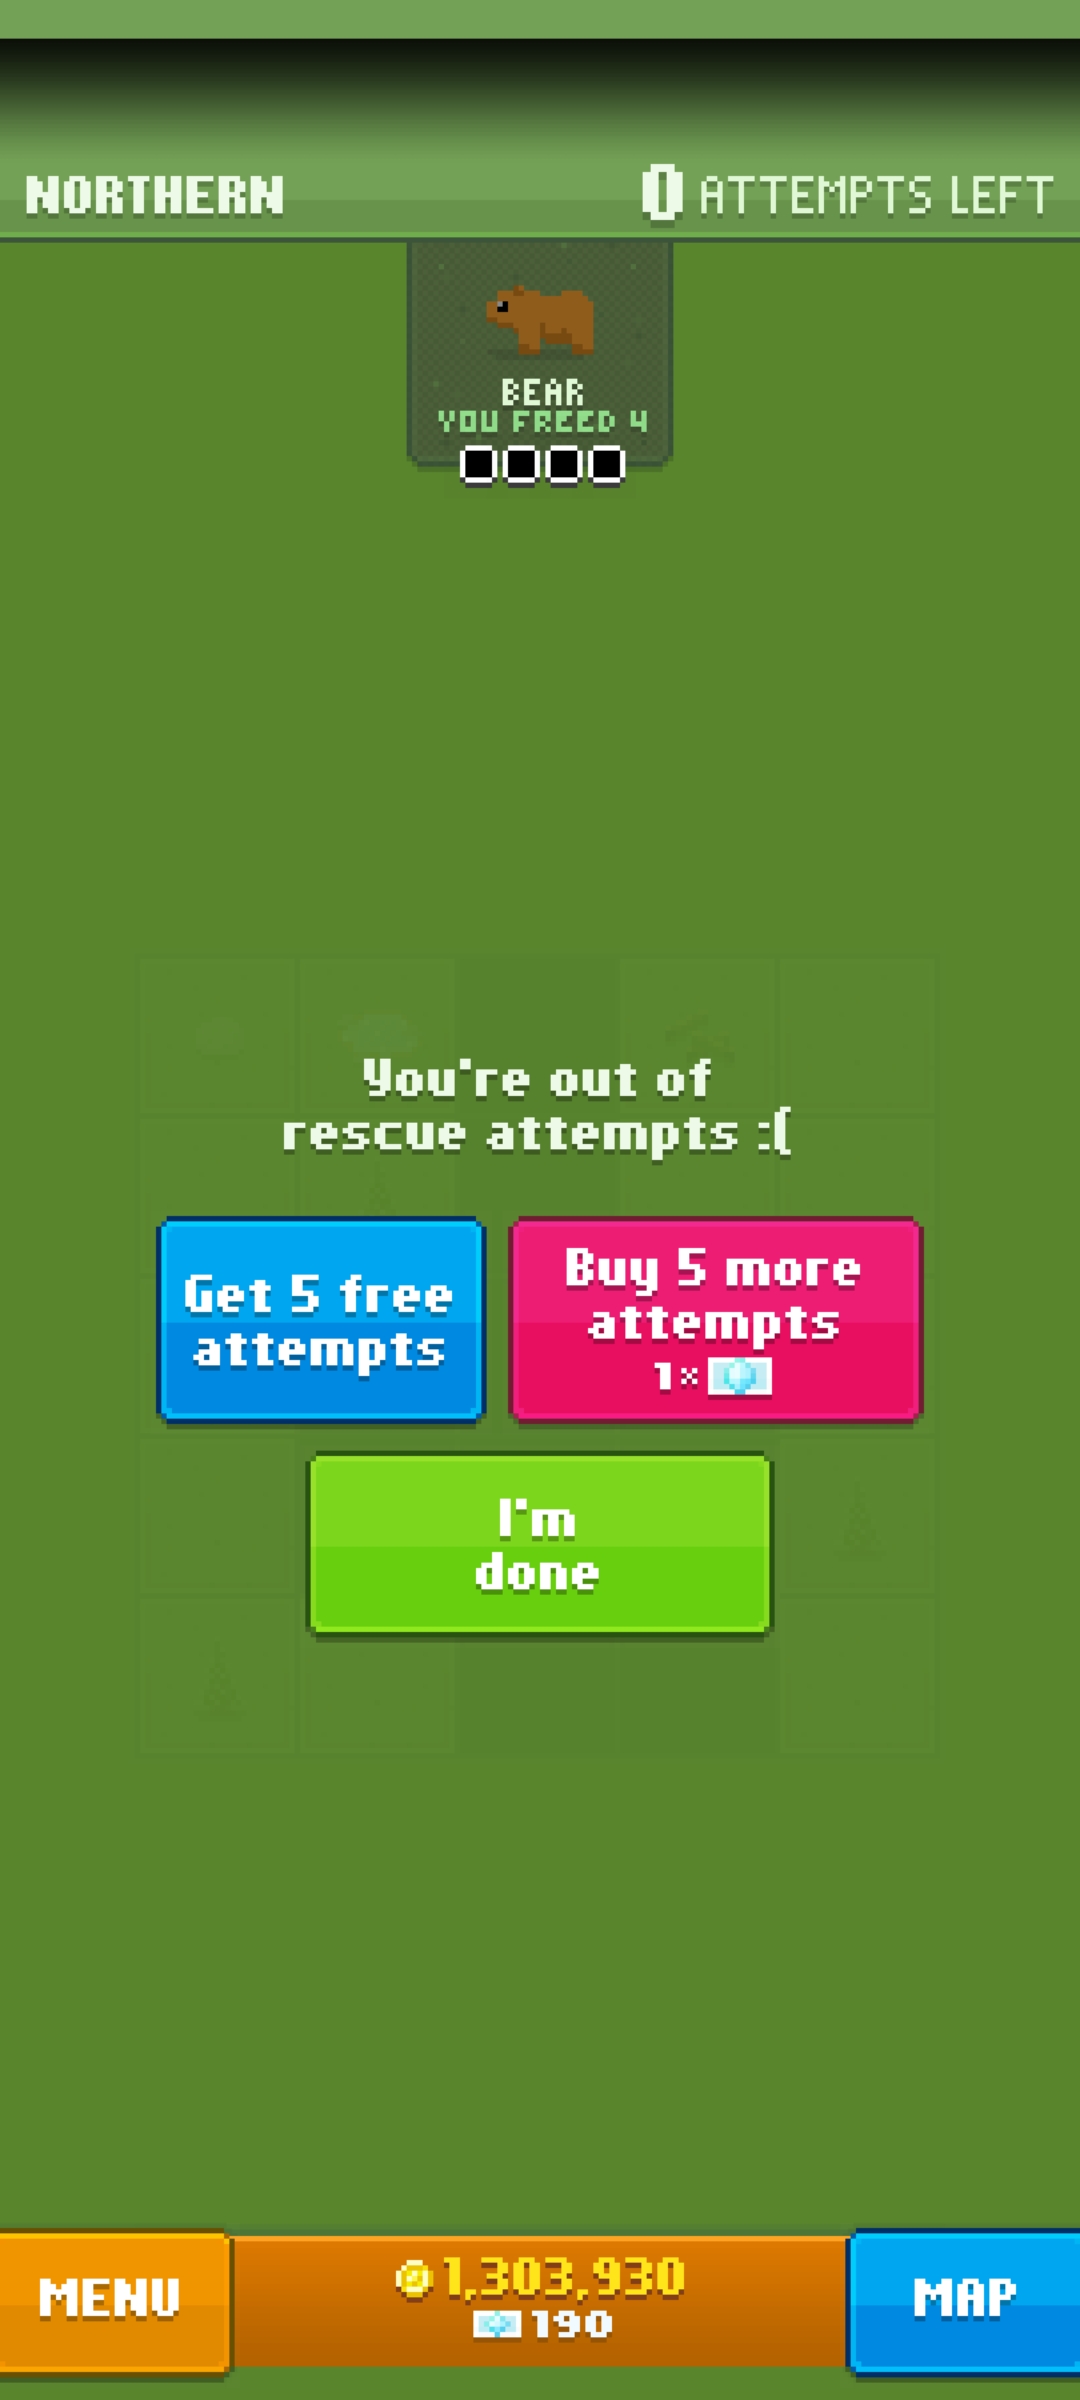 NORTHERN
0 ATTEMPTS LEFT
BEAR
YOU FREED 4
You're out of
rescue attempts :(
Get 5 free
attempts
Buy 5 more
attempts
1×
I'm
done
MENU
1,303,930
190
MAP